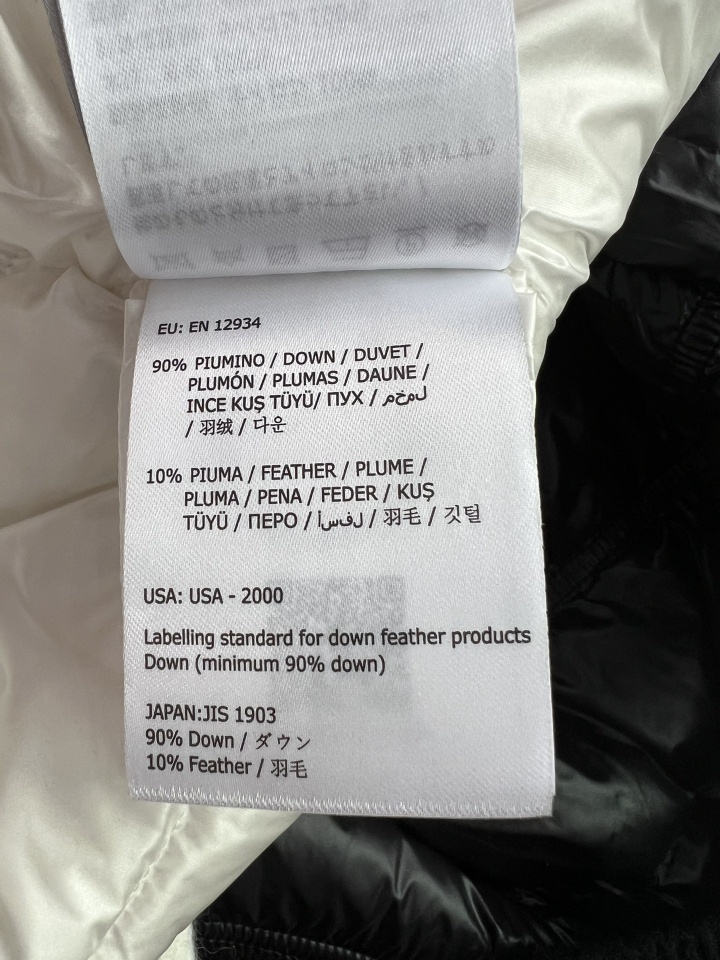 EU: EN 12934
90% PIUMINO / DOWN / DUVET /
PLUMÓN / PLUMAS / DAUNE /
INCE KUŞ TÜYÜ/ ПУХ / لمخم
/ 羽绒 / 다운
10% PIUMA / FEATHER / PLUME /
PLUMA / PENA / FEDER / KUŞ
TÜYÜ / ПЕРО / لفسأ / 羽毛 / 깃털
USA: USA - 2000
Labelling standard for down feather products
Down (minimum 90% down)
JAPAN:JIS 1903
90% Down / ダウン
10% Feather / 羽毛